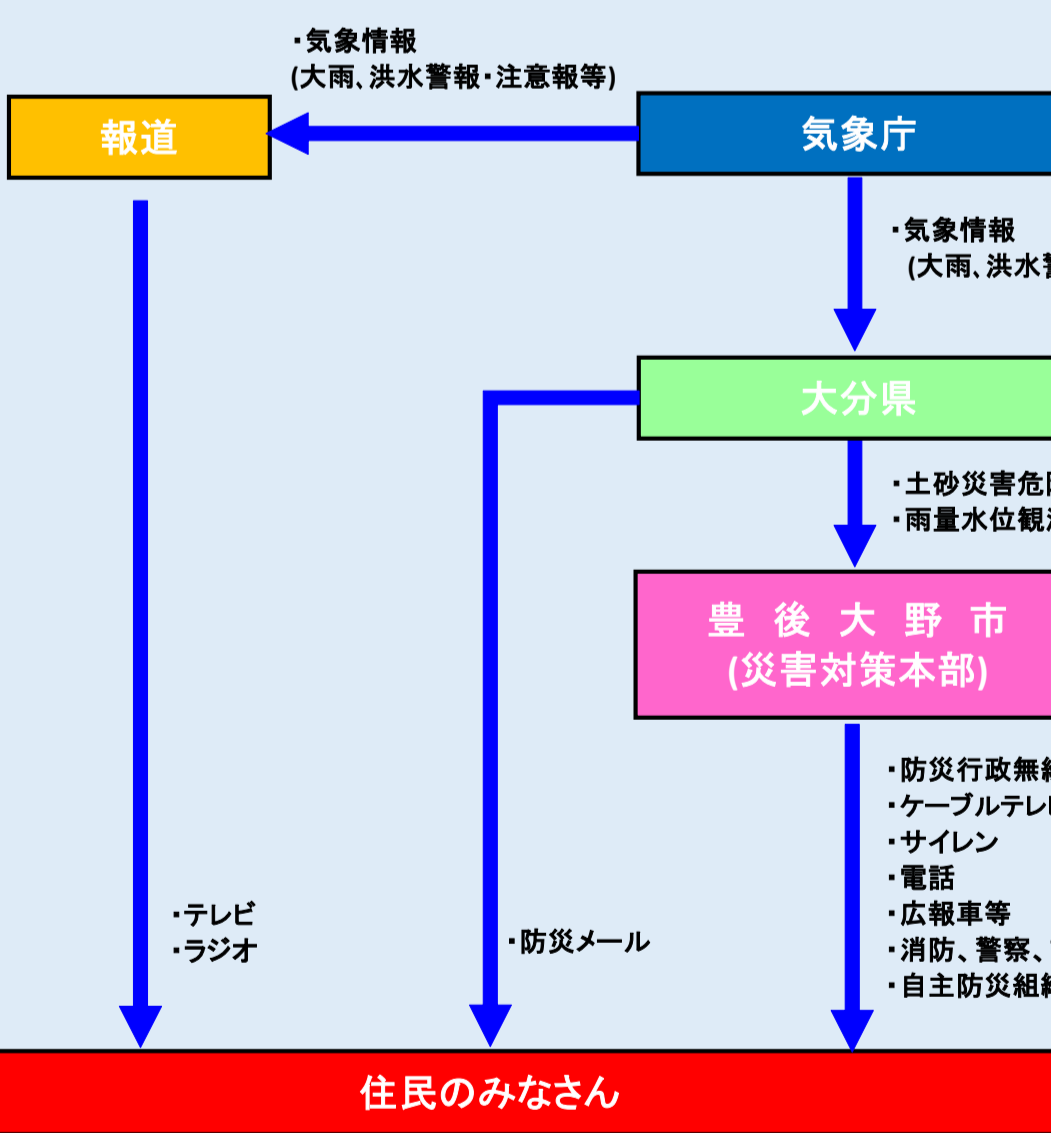 ・気象情報
(大雨、洪水警報・注意報等)
報道
気象庁
・気象情報
(大雨、洪水
大分県
・土砂災害危
・雨量水位観
豊後大野市
(災害対策本部)
・防災行政無
・ケーブルテレ
・サイレン
・電話
・広報車等
・消防、警察、
・自主防災組
・テレビ
・ラジオ
・防災メール
住民のみなさん